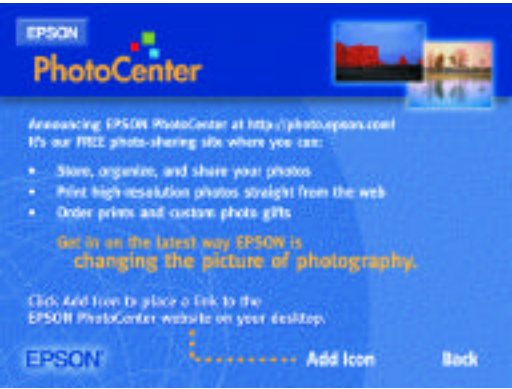 EPSON
PhotoCenter
Announcing EPSON PhotoCenter at http://photo.epson.com!
It's our FREE photo-sharing site where you can:
• Store, organize, and share your photos
• Print high-resolution photos straight from the web
• Order prints and custom photo gifts
Get in on the latest way EPSON is
changing the picture of photography.
Click Add Icon to place a link to the
EPSON PhotoCenter website on your desktop.
EPSON
Add Icon
Back